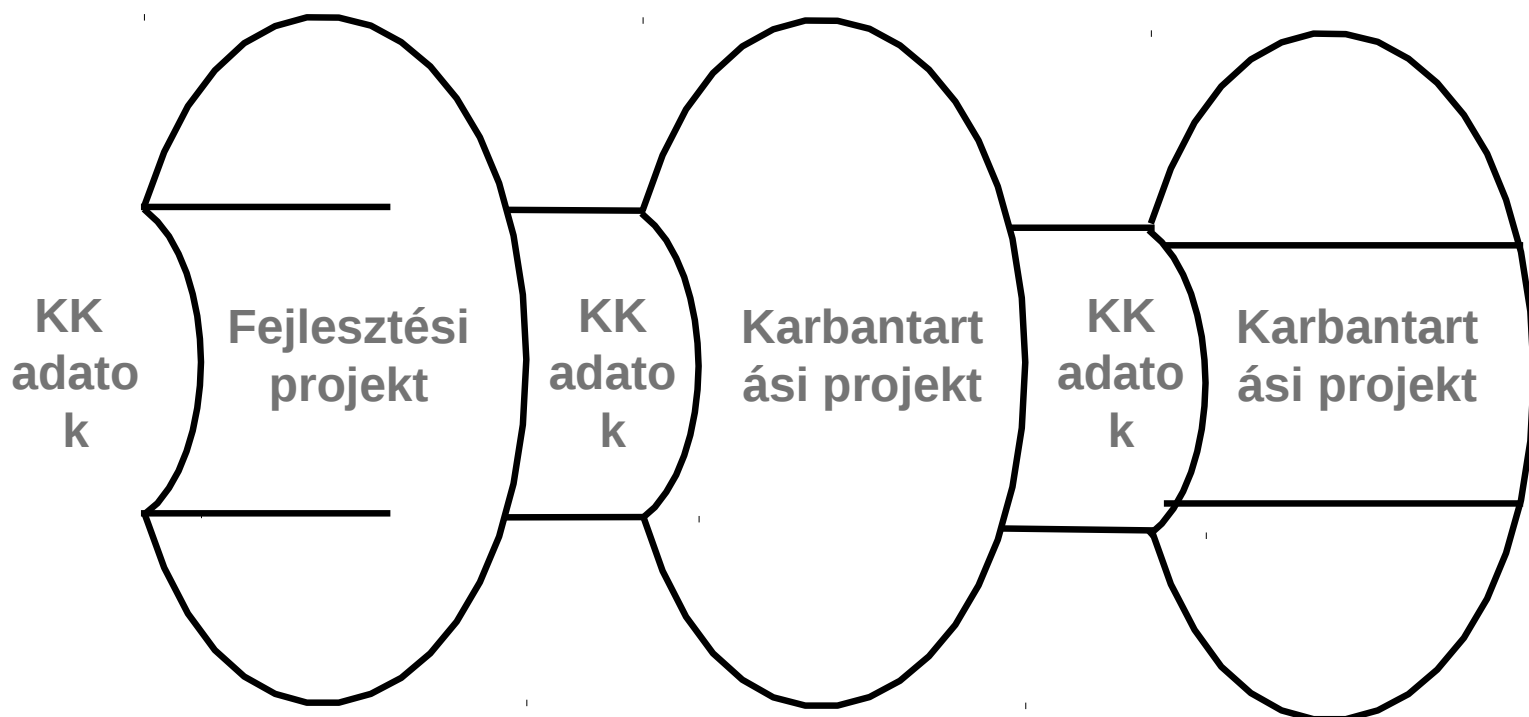 KK
adato
k
Fejlesztési
projekt
KK
adato
k
Karbantart
ási projekt
KK
adato
k
Karbantart
ási projekt